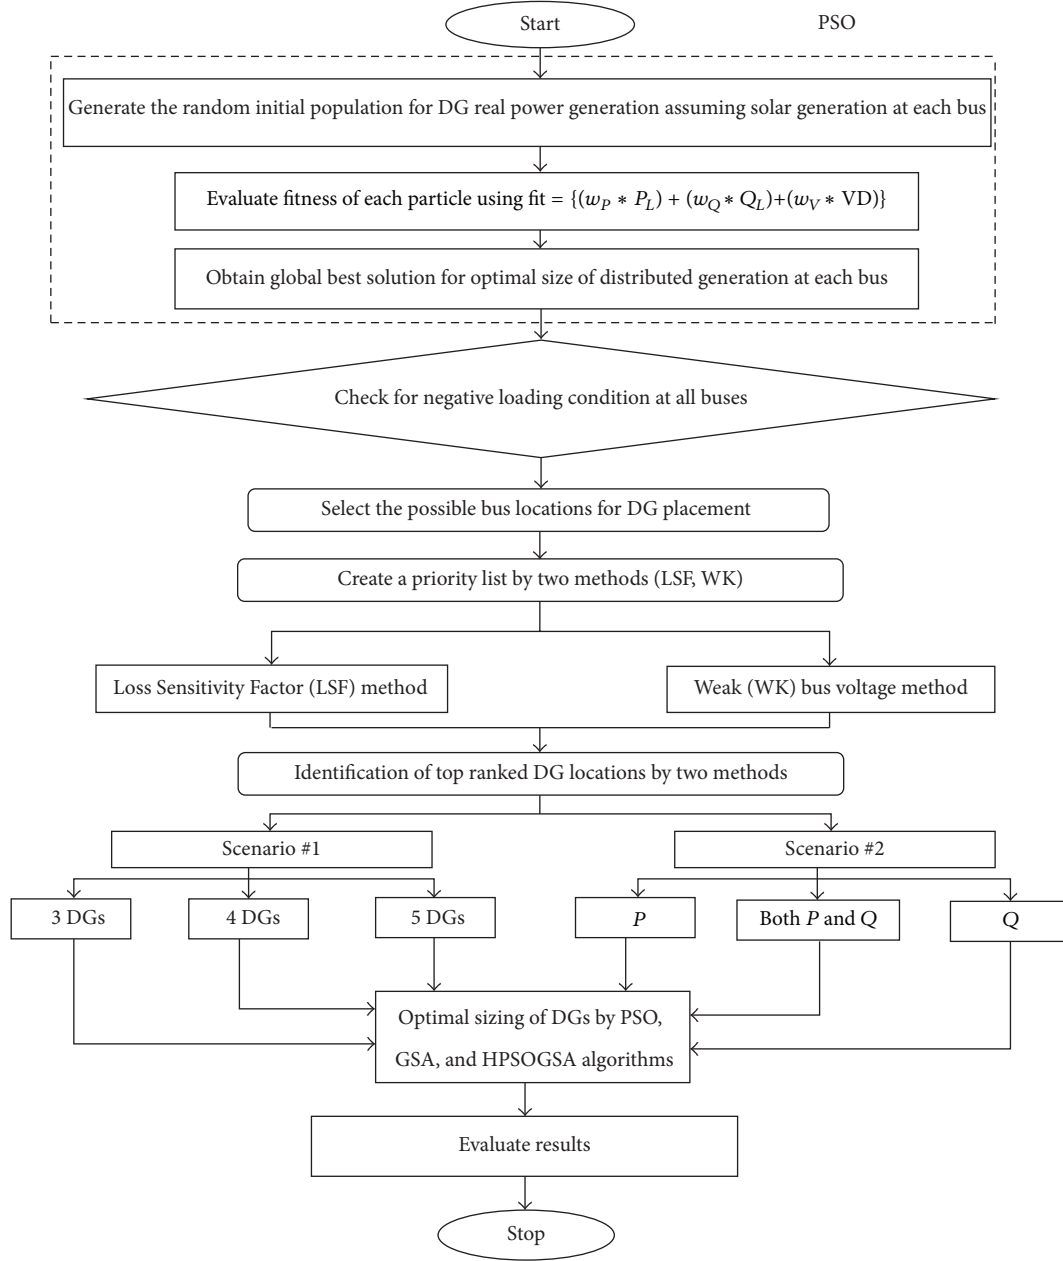 Start
PSO
Generate the random initial population for DG real power generation assuming solar generation at each bus
Evaluate fitness of each particle using fit = {(w_P * P_L) + (w_Q * Q_L)+(w_V * VD)}
Obtain global best solution for optimal size of distributed generation at each bus
Check for negative loading condition at all buses
Select the possible bus locations for DG placement
Create a priority list by two methods (LSF, WK)
Loss Sensitivity Factor (LSF) method
Weak (WK) bus voltage method
Identification of top ranked DG locations by two methods
Scenario #1
Scenario #2
3 DGs
4 DGs
5 DGs
P
Both P and Q
Q
Optimal sizing of DGs by PSO,
GSA, and HPSOGSA algorithms
Evaluate results
Stop